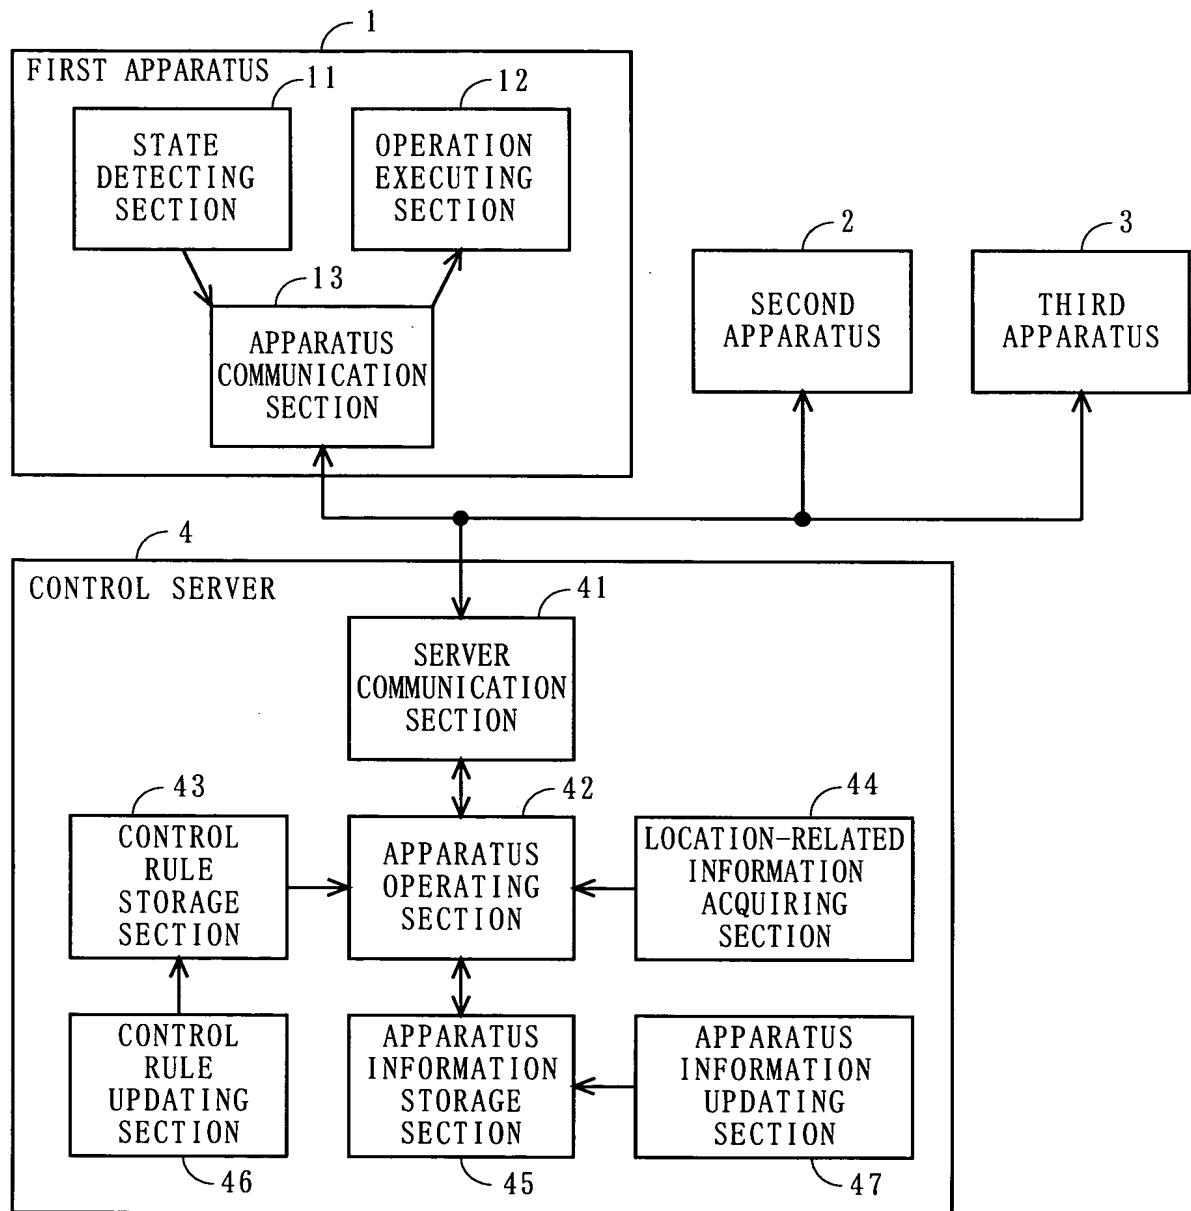 1
FIRST APPARATUS
11
12
STATE
DETECTING
SECTION
OPERATION
EXECUTING
SECTION
13
APPARATUS
COMMUNICATION
SECTION
2
SECOND
APPARATUS
3
THIRD
APPARATUS
4
CONTROL SERVER
41
SERVER
COMMUNICATION
SECTION
43
CONTROL
RULE
STORAGE
SECTION
42
APPARATUS
OPERATING
SECTION
44
LOCATION-RELATED
INFORMATION
ACQUIRING
SECTION
CONTROL
RULE
UPDATING
SECTION
46
APPARATUS
INFORMATION
STORAGE
SECTION
45
APPARATUS
INFORMATION
UPDATING
SECTION
47